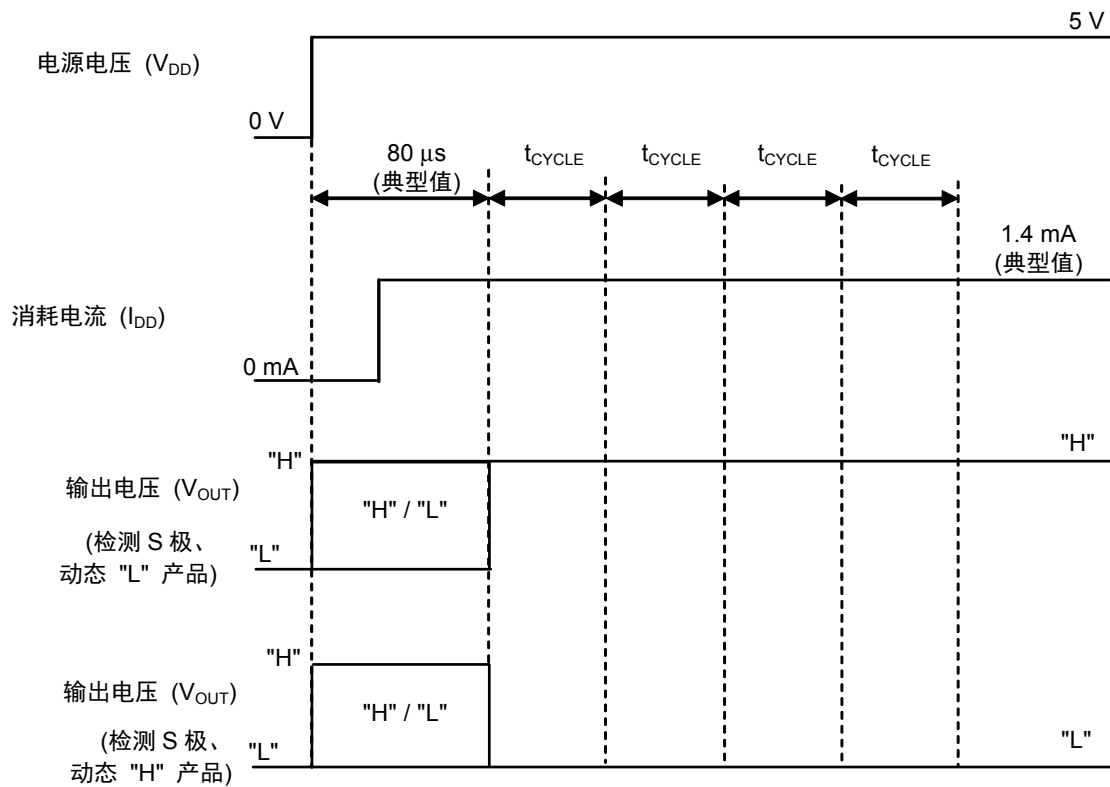 5 V
电源电压 (VDD)
0 V
80 μs
(典型值)
tCYCLE
tCYCLE
tCYCLE
tCYCLE
1.4 mA
(典型值)
消耗电流 (IDD)
0 mA
"H"
"H"
输出电压 (VOUT)
"H" / "L"
(检测 S 极、
动态 "L" 产品)
"L"
"H"
输出电压 (VOUT)
"H" / "L"
(检测 S 极、
动态 "H" 产品)
"L"
"L"